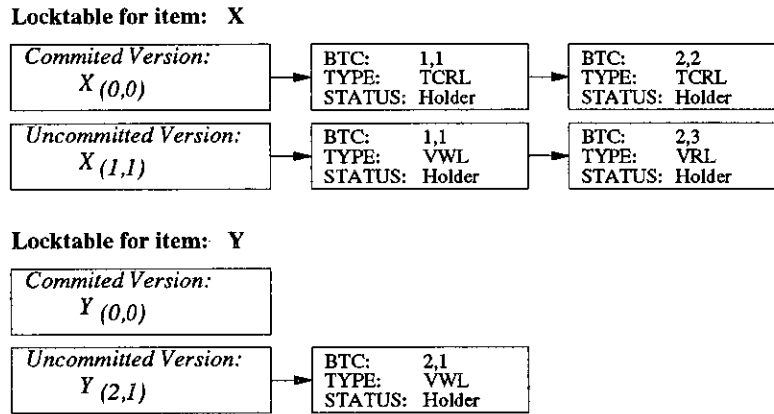 Locktable for item: X
Commited Version:
X (0,0)
BTC: 1,1
TYPE: TCRL
STATUS: Holder
BTC: 2,2
TYPE: TCRL
STATUS: Holder
Uncommitted Version:
X (1,1)
BTC: 1,1
TYPE: VWL
STATUS: Holder
BTC: 2,3
TYPE: VRL
STATUS: Holder
Locktable for item: Y
Commited Version:
Y (0,0)
Uncommitted Version:
Y (2,1)
BTC: 2,1
TYPE: VWL
STATUS: Holder